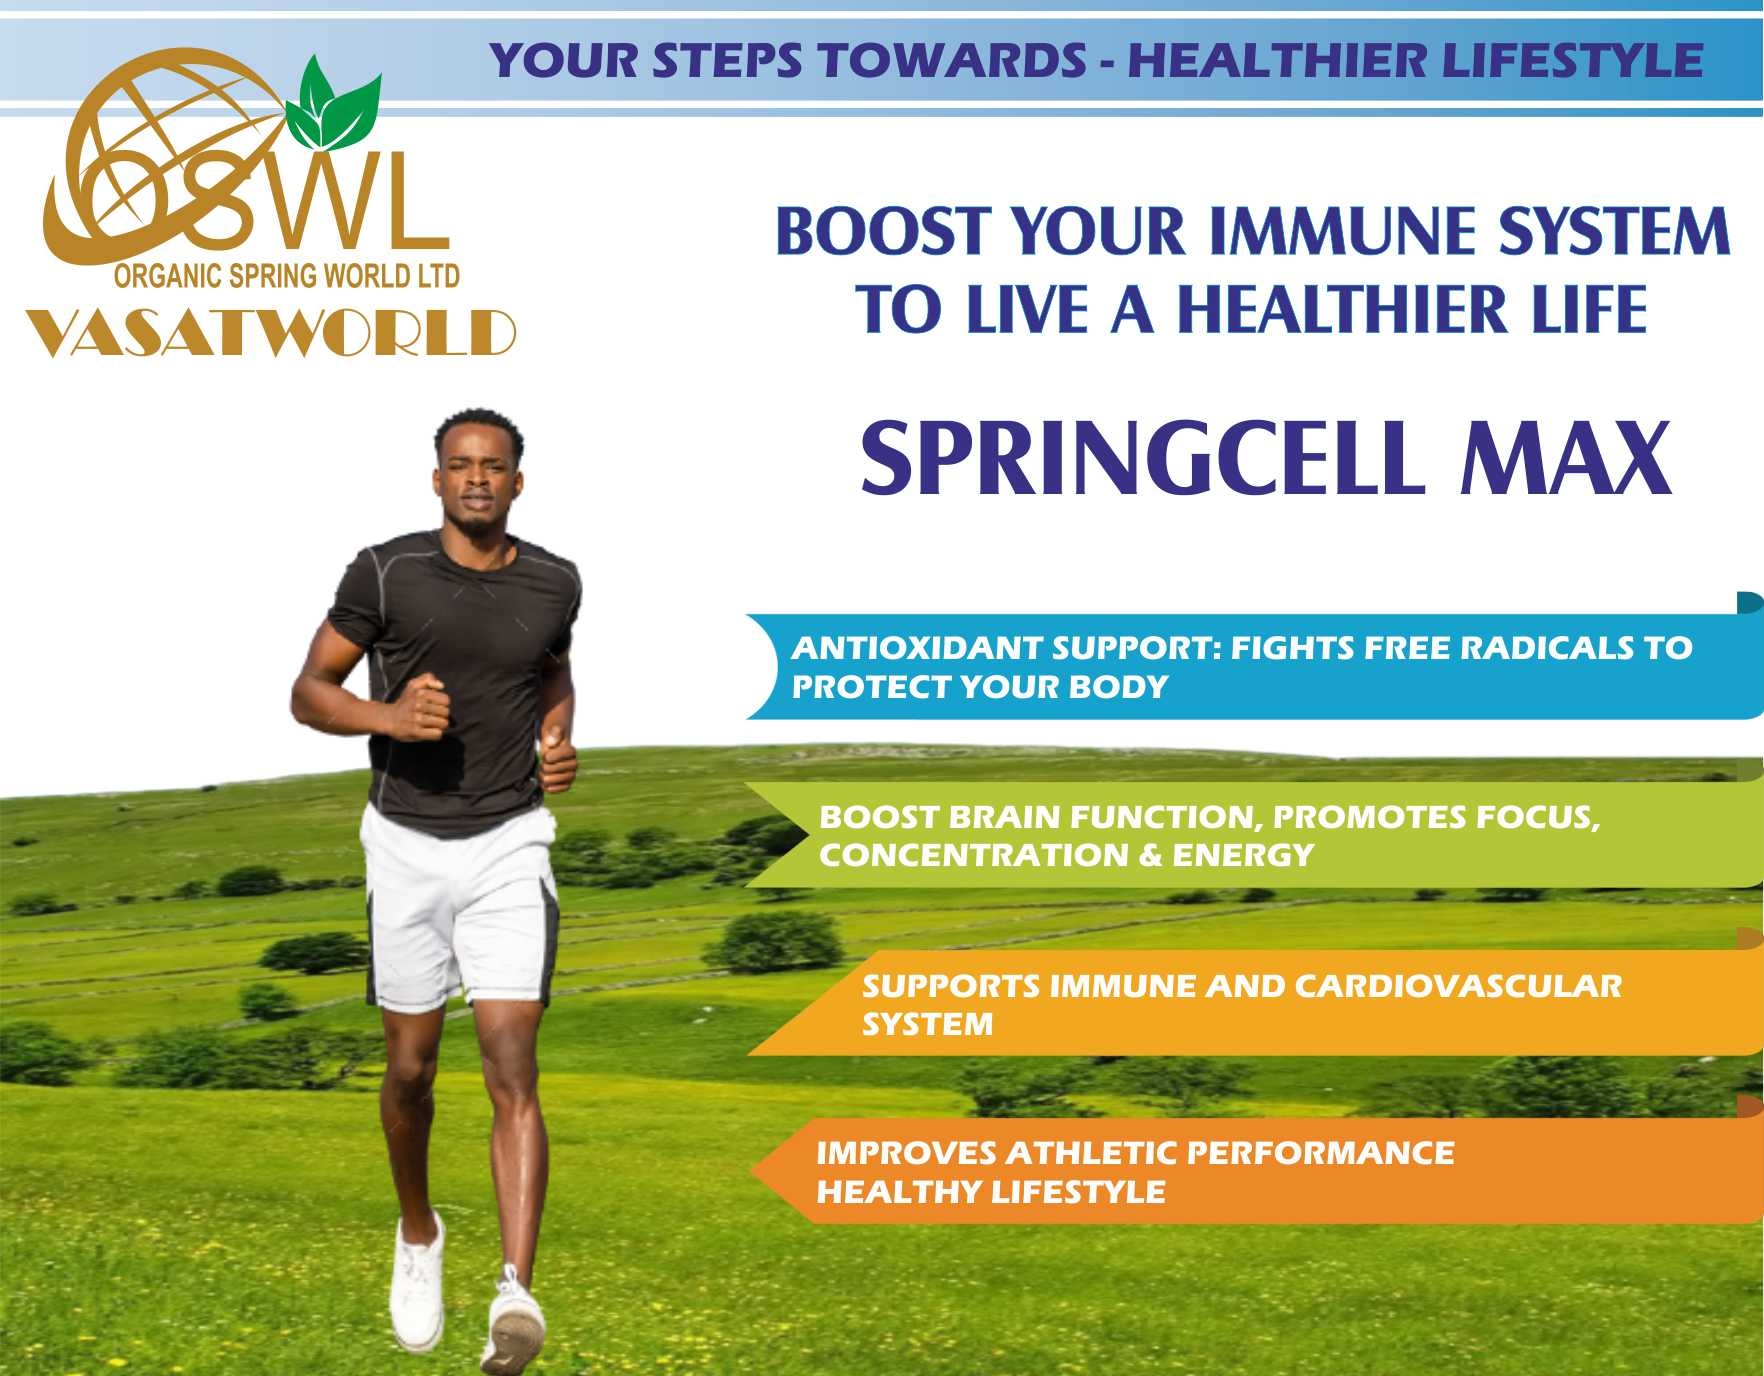 YOUR STEPS TOWARDS - HEALTHIER LIFESTYLE
OSWL
ORGANIC SPRING WORLD LTD
VASATWORLD
BOOST YOUR IMMUNE SYSTEM
TO LIVE A HEALTHIER LIFE
SPRINGCELL MAX
ANTIOXIDANT SUPPORT: FIGHTS FREE RADICALS TO
PROTECT YOUR BODY
BOOST BRAIN FUNCTION, PROMOTES FOCUS,
CONCENTRATION & ENERGY
SUPPORTS IMMUNE AND CARDIOVASCULAR
SYSTEM
IMPROVES ATHLETIC PERFORMANCE
HEALTHY LIFESTYLE